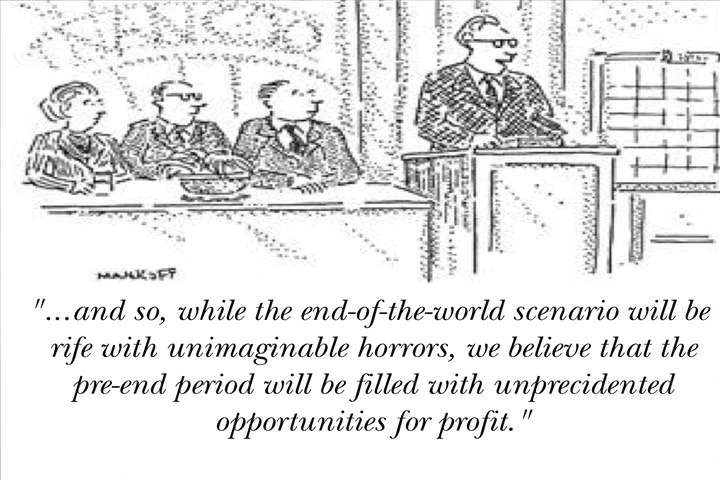 MANKOFF
"...and so, while the end-of-the-world scenario will be
rife with unimaginable horrors, we believe that the
pre-end period will be filled with unprecidented
opportunities for profit."